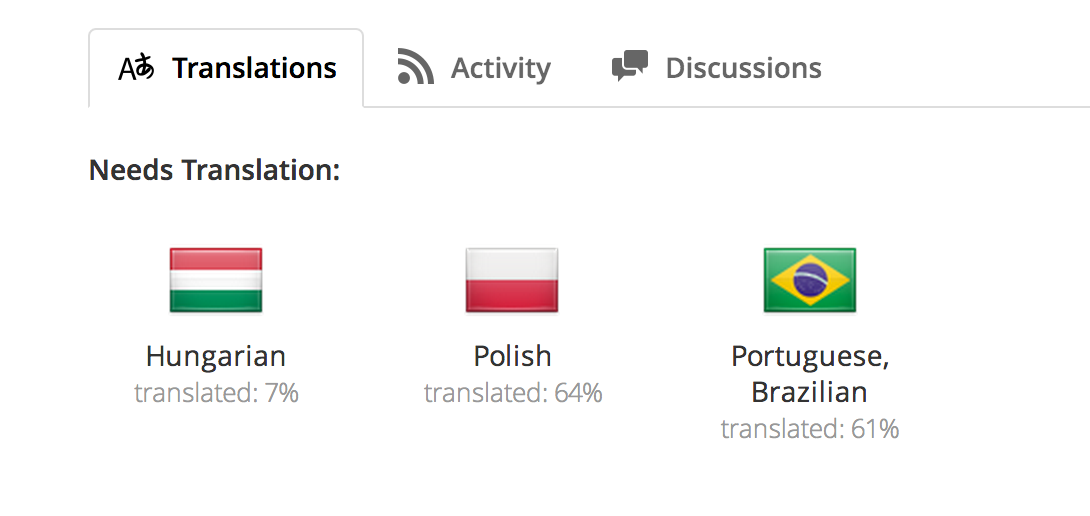 Translations Activity Discussions
Needs Translation:
Hungarian
translated: 7%
Polish
translated: 64%
Portuguese,
Brazilian
translated: 61%